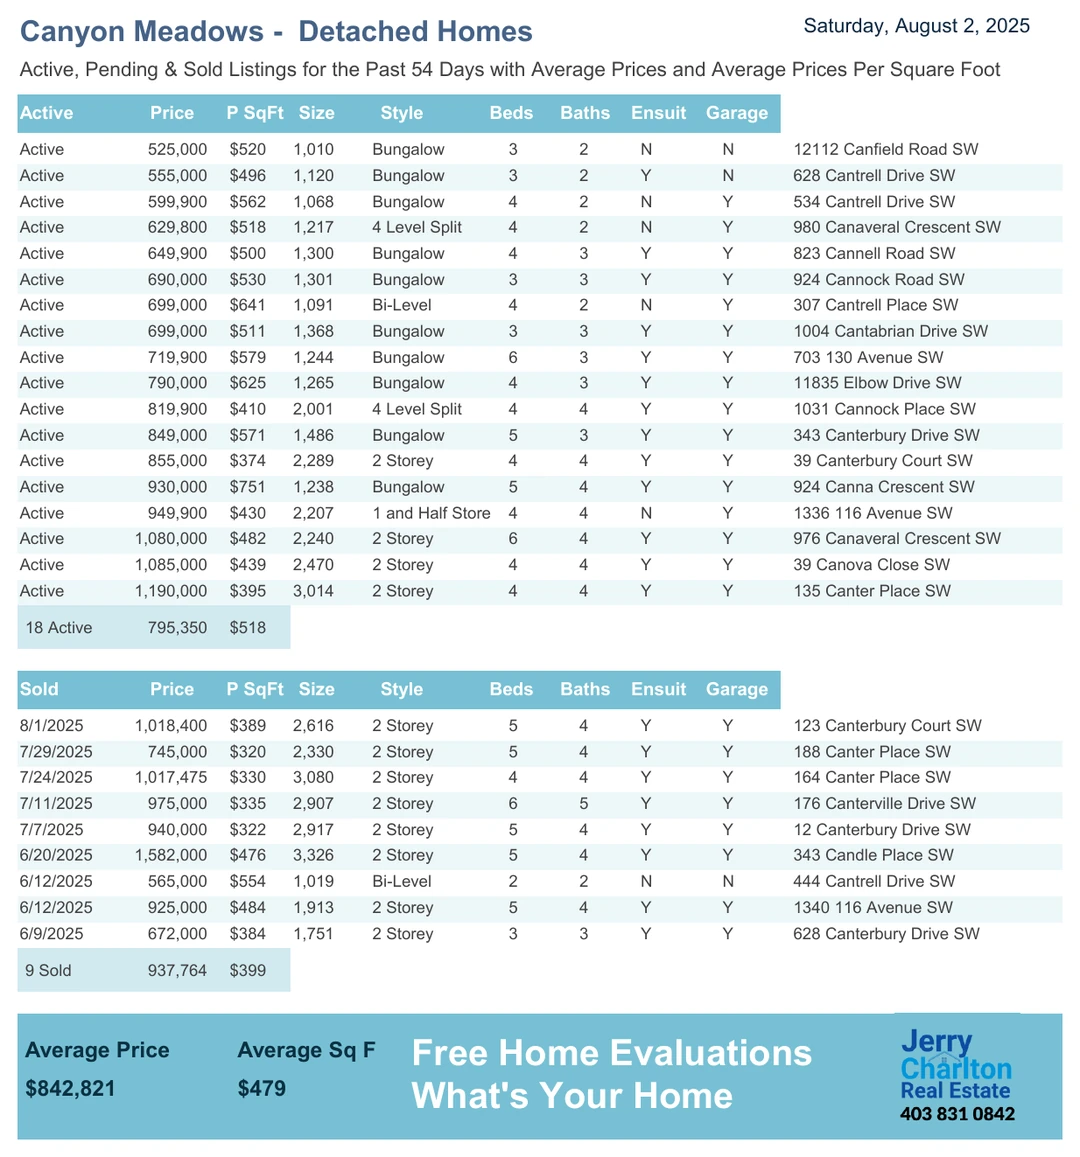 Canyon Meadows -  Detached Homes
Saturday, August 2, 2025
Active, Pending & Sold Listings for the Past 54 Days with Average Prices and Average Prices Per Square Foot
Active Price P SqFt Size Style Beds Baths Ensuit Garage
Active 525,000 $520 1,010 Bungalow 3 2 N N 12112 Canfield Road SW
Active 555,000 $496 1,120 Bungalow 3 2 Y N 628 Cantrell Drive SW
Active 599,900 $562 1,068 Bungalow 4 2 N Y 534 Cantrell Drive SW
Active 629,800 $518 1,217 4 Level Split 4 2 N Y 980 Canaveral Crescent SW
Active 649,900 $500 1,300 Bungalow 4 3 Y Y 823 Cannell Road SW
Active 690,000 $530 1,301 Bungalow 3 3 Y Y 924 Cannock Road SW
Active 699,000 $641 1,091 Bi-Level 4 2 N Y 307 Cantrell Place SW
Active 699,000 $511 1,368 Bungalow 3 3 Y Y 1004 Cantabrian Drive SW
Active 719,900 $579 1,244 Bungalow 6 3 Y Y 703 130 Avenue SW
Active 790,000 $625 1,265 Bungalow 4 3 Y Y 11835 Elbow Drive SW
Active 819,900 $410 2,001 4 Level Split 4 4 Y Y 1031 Cannock Place SW
Active 849,000 $571 1,486 Bungalow 5 3 Y Y 343 Canterbury Drive SW
Active 855,000 $374 2,289 2 Storey 4 4 Y Y 39 Canterbury Court SW
Active 930,000 $751 1,238 Bungalow 5 4 Y Y 924 Canna Crescent SW
Active 949,900 $430 2,207 1 and Half Store 4 4 N Y 1336 116 Avenue SW
Active 1,080,000 $482 2,240 2 Storey 6 4 Y Y 976 Canaveral Crescent SW
Active 1,085,000 $439 2,470 2 Storey 4 4 Y Y 39 Canova Close SW
Active 1,190,000 $395 3,014 2 Storey 4 4 Y Y 135 Canter Place SW
18 Active 795,350 $518
Sold Price P SqFt Size Style Beds Baths Ensuit Garage
8/1/2025 1,018,400 $389 2,616 2 Storey 5 4 Y Y 123 Canterbury Court SW
7/29/2025 745,000 $320 2,330 2 Storey 5 4 Y Y 188 Canter Place SW
7/24/2025 1,017,475 $330 3,080 2 Storey 4 4 Y Y 164 Canter Place SW
7/11/2025 975,000 $335 2,907 2 Storey 6 5 Y Y 176 Canterville Drive SW
7/7/2025 940,000 $322 2,917 2 Storey 5 4 Y Y 12 Canterbury Drive SW
6/20/2025 1,582,000 $476 3,326 2 Storey 5 4 Y Y 343 Candle Place SW
6/12/2025 565,000 $554 1,019 Bi-Level 2 2 N N 444 Cantrell Drive SW
6/12/2025 925,000 $484 1,913 2 Storey 5 4 Y Y 1340 116 Avenue SW
6/9/2025 672,000 $384 1,751 2 Storey 3 3 Y Y 628 Canterbury Drive SW
9 Sold 937,764 $399
Average Price Average Sq F
$842,821 $479
Free Home Evaluations
What's Your Home
Jerry
Charlton
Real Estate
403 831 0842